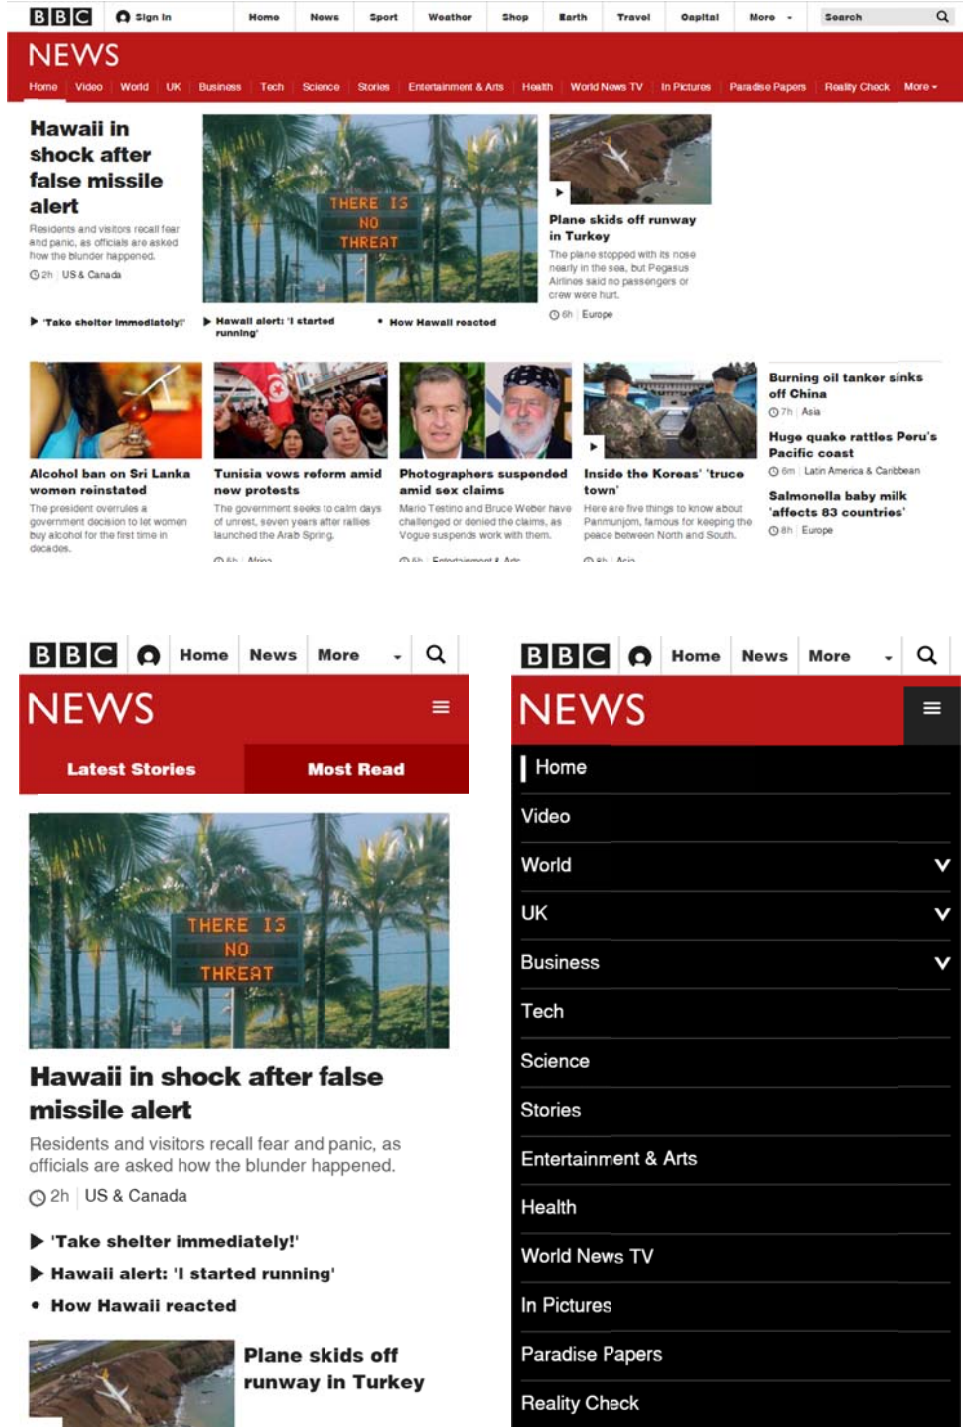 BBC Sign in Home News Sport Weather Shop Earth Travel Capital More Search
NEWS
Home Video World UK Business Tech Science Stories Entertainment & Arts Health World News TV In Pictures Paradise Papers Reality Check More
Hawaii in
shock after
false missile
alert
Residents and visitors recall fear
and panic, as officials are asked
how the blunder happened.
2h US & Canada
THERE IS
NO
THREAT
Plane skids off runway
in Turkey
The plane stopped with its nose
nearly in the sea, but Pegasus
Airlines said no passengers or
crew were hurt.
6h Europe
'Take shelter immediately!'
Hawaii alert: 'I started
running'
• How Hawaii reacted
Alcohol ban on Sri Lanka
women reinstated
The president overrules a
government decision to let women
buy alcohol for the first time in
decades.
Tunisia vows reform amid
new protests
The government seeks to calm days
of unrest, seven years after rallies
launched the Arab Spring.
6h Africa
Photographers suspended
amid sex claims
Mario Testino and Bruce Weber have
challenged or denied the claims, as
Vogue suspends work with them.
6h Entertainment & Arts
Inside the Koreas' 'truce
town'
Here are five things to know about
Panmunjom, famous for keeping the
peace between North and South.
8h Asia
Burning oil tanker sinks
off China
7h Asia
Huge quake rattles Peru's
Pacific coast
6m Latin America & Caribbean
Salmonella baby milk
'affects 83 countries'
8h Europe
BBC Home News More
NEWS
Latest Stories Most Read
THERE IS
NO
THREAT
Hawaii in shock after false
missile alert
Residents and visitors recall fear and panic, as
officials are asked how the blunder happened.
2h US & Canada
'Take shelter immediately!'
Hawaii alert: 'I started running'
• How Hawaii reacted
Plane skids off
runway in Turkey
BBC Home News More
NEWS
Home
Video
World
UK
Business
Tech
Science
Stories
Entertainment & Arts
Health
World News TV
In Pictures
Paradise Papers
Reality Check